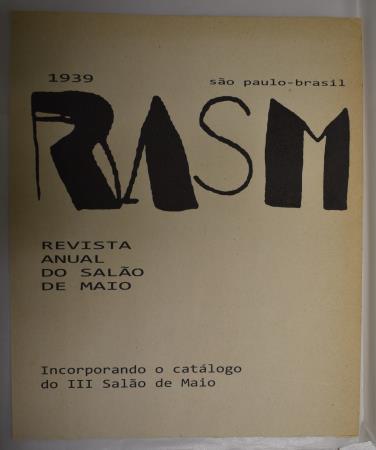 1939
são paulo-brasil
RASM
REVISTA
ANUAL
DO SALÃO
DE MAIO
Incorporando o catálogo
do III Salão de Maio